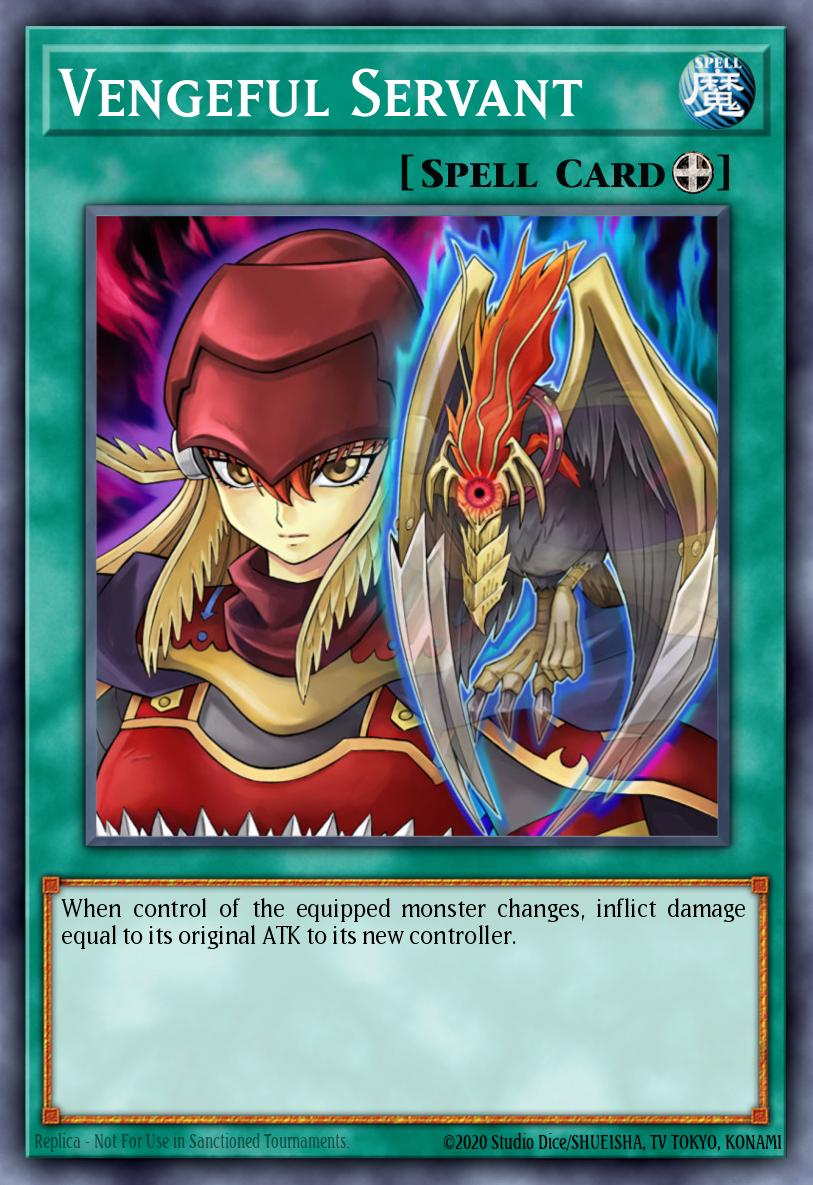 Vengeful Servant
SPELL
魔
[Spell Card]
When control of the equipped monster changes, inflict damage
equal to its original ATK to its new controller.
Replica - Not For Use in Sanctioned Tournaments.
©2020 Studio Dice/SHUEISHA, TV TOKYO, KONAMI